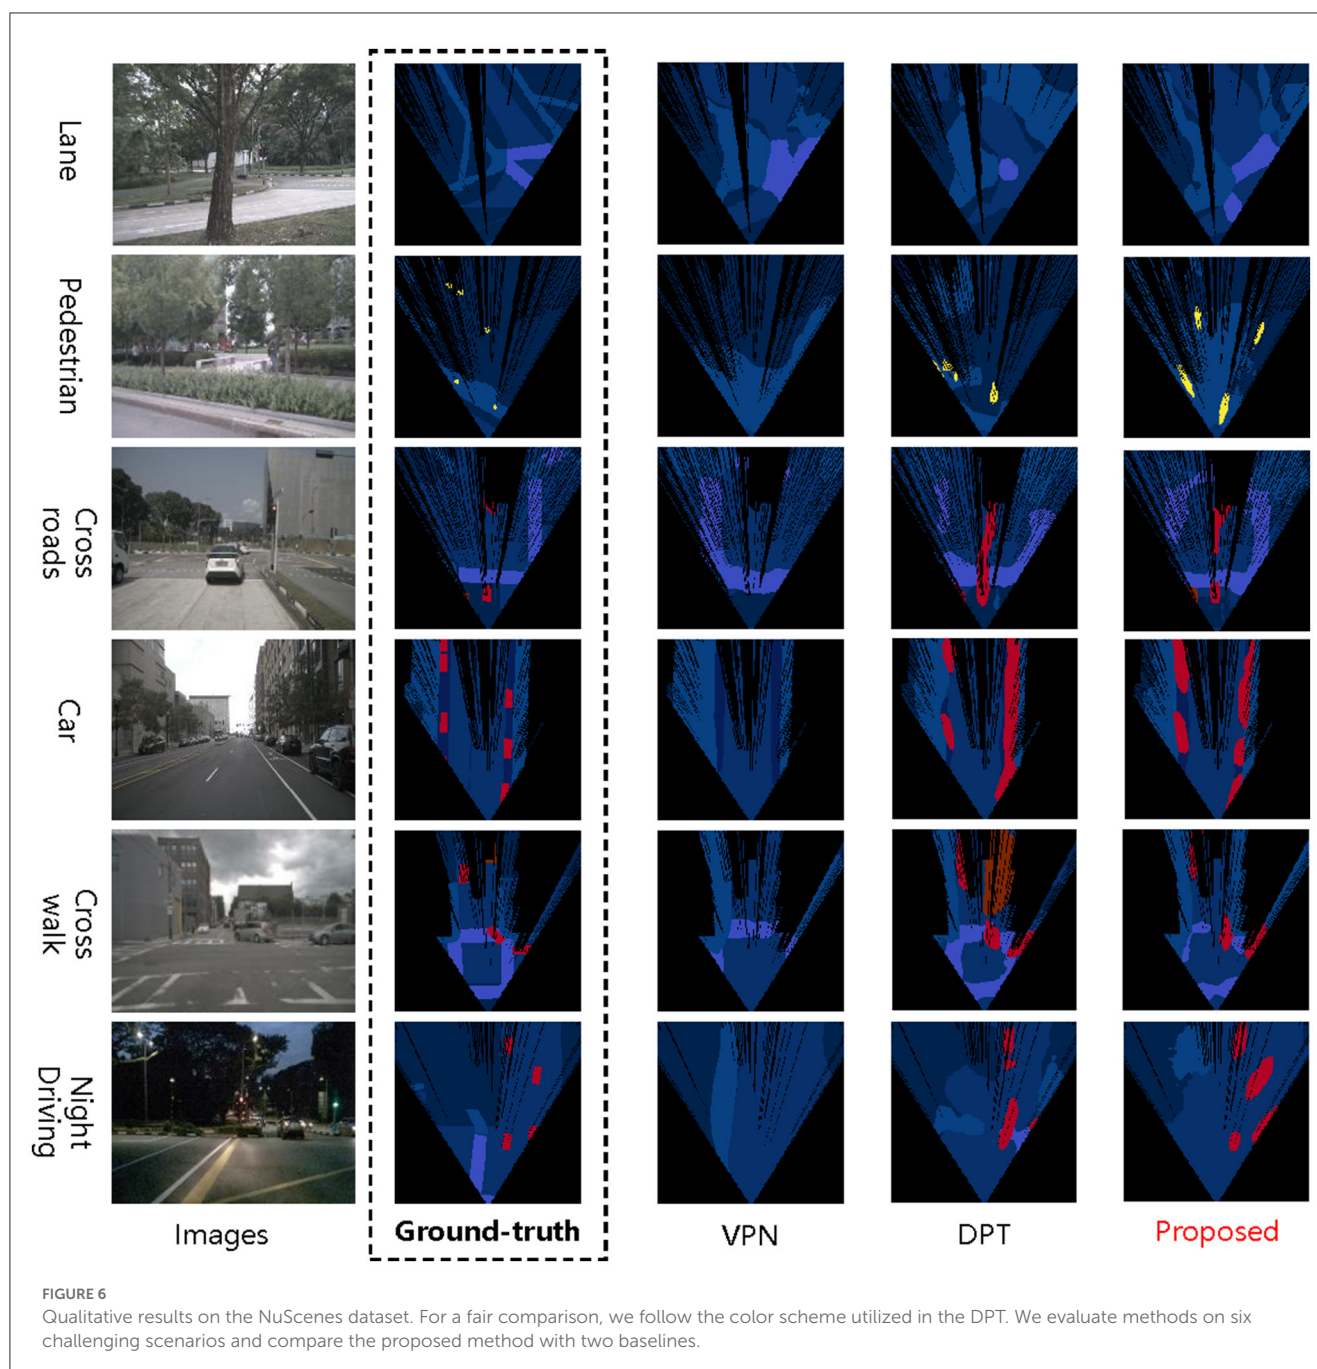 Lane
Pedestrian
Cross
roads
Car
Cross
walk
Night
Driving
Images
Ground-truth
VPN
DPT
Proposed
FIGURE 6
Qualitative results on the NuScenes dataset. For a fair comparison, we follow the color scheme utilized in the DPT. We evaluate methods on six
challenging scenarios and compare the proposed method with two baselines.